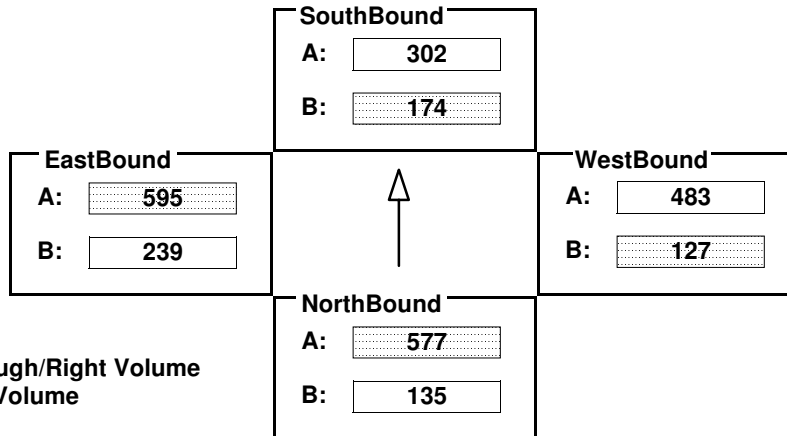 SouthBound
A: 302
B: 174
EastBound
A: 595
B: 239
WestBound
A: 483
B: 127
NorthBound
A: 577
B: 135
ugh/Right Volume
Volume